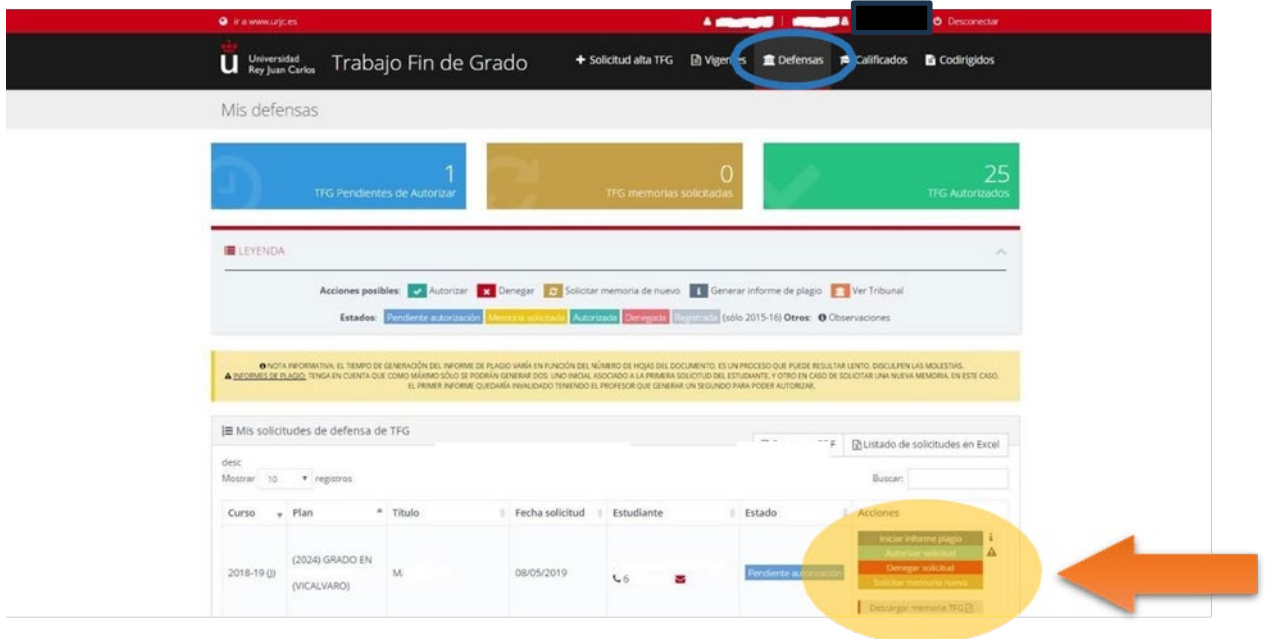 ir a www.urjc.es
Desconectar
Universidad
Rey Juan Carlos
Trabajo Fin de Grado
Solicitud alta TFG
Vigentes
Defensas
Calificados
Codirigidos
Mis defensas
1
TFG Pendientes de Autorizar
0
TFG memorias solicitadas
25
TFG Autorizados
LEYENDA
Acciones posibles: Autorizar Denegar Solicitar memoria de nuevo Generar informe de plagio Ver Tribunal
Estados: Pendiente autorización Memoria solicitada Autorizada Denegada Registrada (sólo 2015-16) Otros: Observaciones
NOTA INFORMATIVA: EL TIEMPO DE GENERACIÓN DEL INFORME DE PLAGIO VARÍA EN FUNCIÓN DEL NÚMERO DE HOJAS DEL DOCUMENTO. ES UN PROCESO QUE PUEDE RESULTAR LENTO. DISCULPEN LAS MOLESTIAS.
INFORMES DE PLAGIO: TENGA EN CUENTA QUE COMO MÁXIMO SÓLO SE PODRÁN GENERAR DOS: UNO INICIAL ASOCIADO A LA PRIMERA SOLICITUD DEL ESTUDIANTE, Y OTRO EN CASO DE SOLICITAR UNA NUEVA MEMORIA. EN ESTE CASO,
EL PRIMER INFORME QUEDARÍA INVALIDADO TENIENDO EL PROFESOR QUE GENERAR UN SEGUNDO PARA PODER AUTORIZAR.
Mis solicitudes de defensa de TFG
Listado de solicitudes en Excel
desc
Mostrar 10 registros
Buscar:
Curso Plan Título Fecha solicitud Estudiante Estado Acciones
Iniciar informe plagio
Autorizar solicitud
Denegar solicitud
Solicitar memoria nueva
Descargar memoria TFG
2018-19 (J)
(2024) GRADO EN
(VICALVARO)
08/05/2019
6
Pendiente autorización